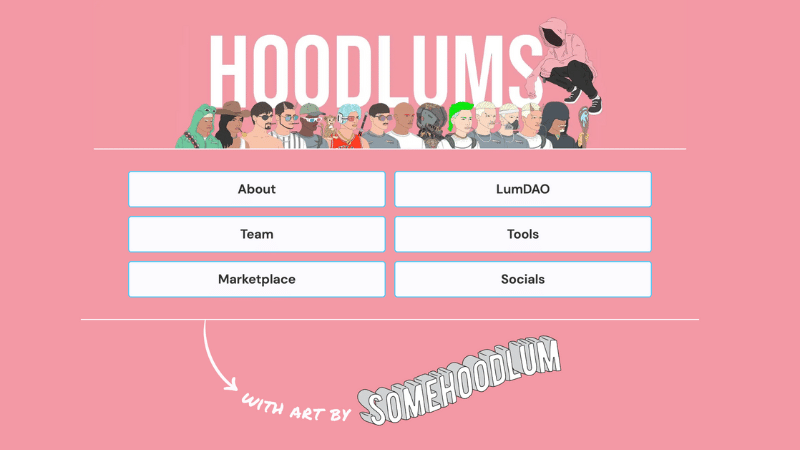 HOODLUMS
About
LumDAO
Team
Tools
Marketplace
Socials
WITH ART BY
SOMEHOODLUM